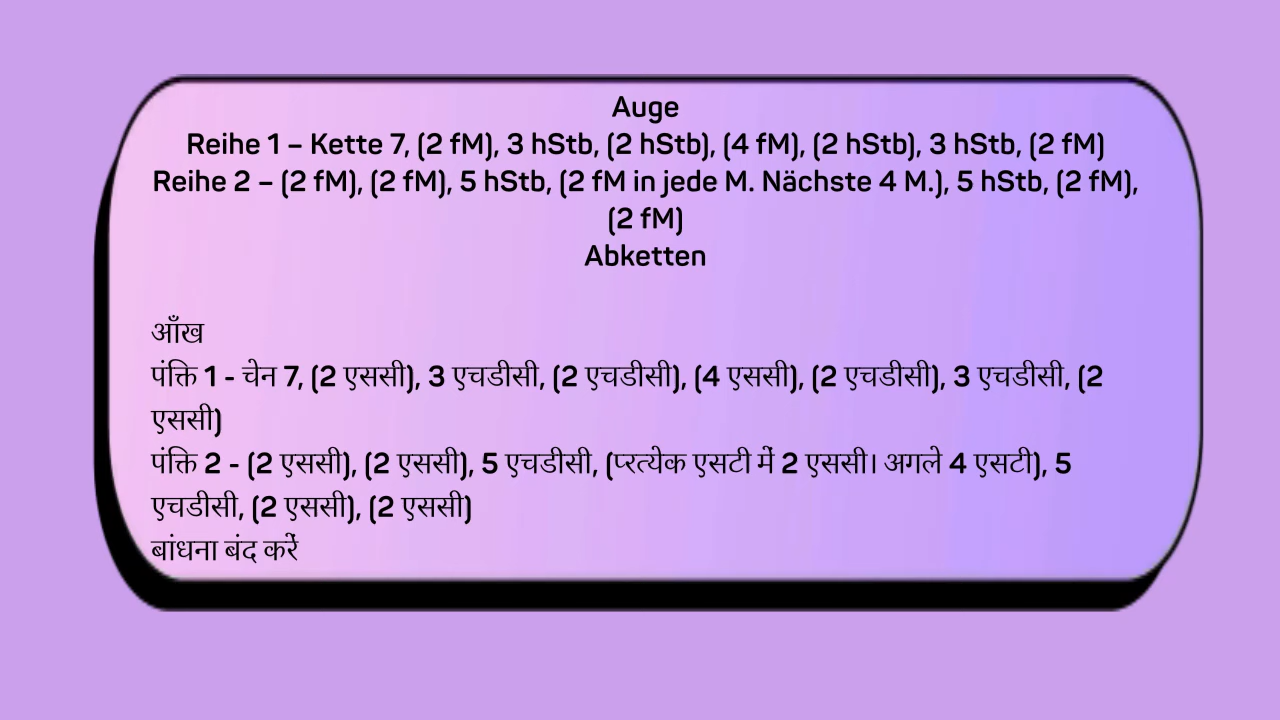 Auge
Reihe 1 – Kette 7, (2 fM), 3 hStb, (2 hStb), (4 fM), (2 hStb), 3 hStb, (2 fM)
Reihe 2 – (2 fM), (2 fM), 5 hStb, (2 fM in jede M. Nächste 4 M.), 5 hStb, (2 fM),
(2 fM)
Abketten
आँख
पंक्ति 1 - चेन 7, (2 एससी), 3 एचडीसी, (2 एचडीसी), (4 एससी), (2 एचडीसी), 3 एचडीसी, (2
एससी)
पंक्ति 2 - (2 एससी), (2 एससी), 5 एचडीसी, (प्रत्येक एसटी में 2 एससी। अगले 4 एसटी), 5
एचडीसी, (2 एससी), (2 एससी)
बांधना बंद करें